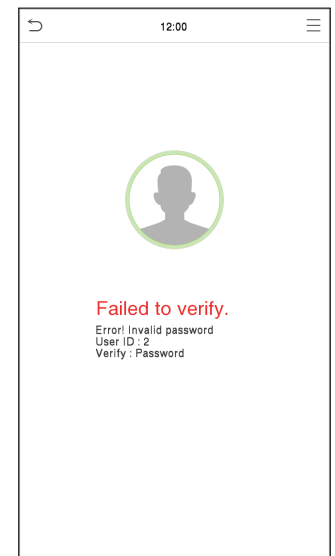 12:00
Failed to verify.
Error! Invalid password
User ID : 2
Verify : Password